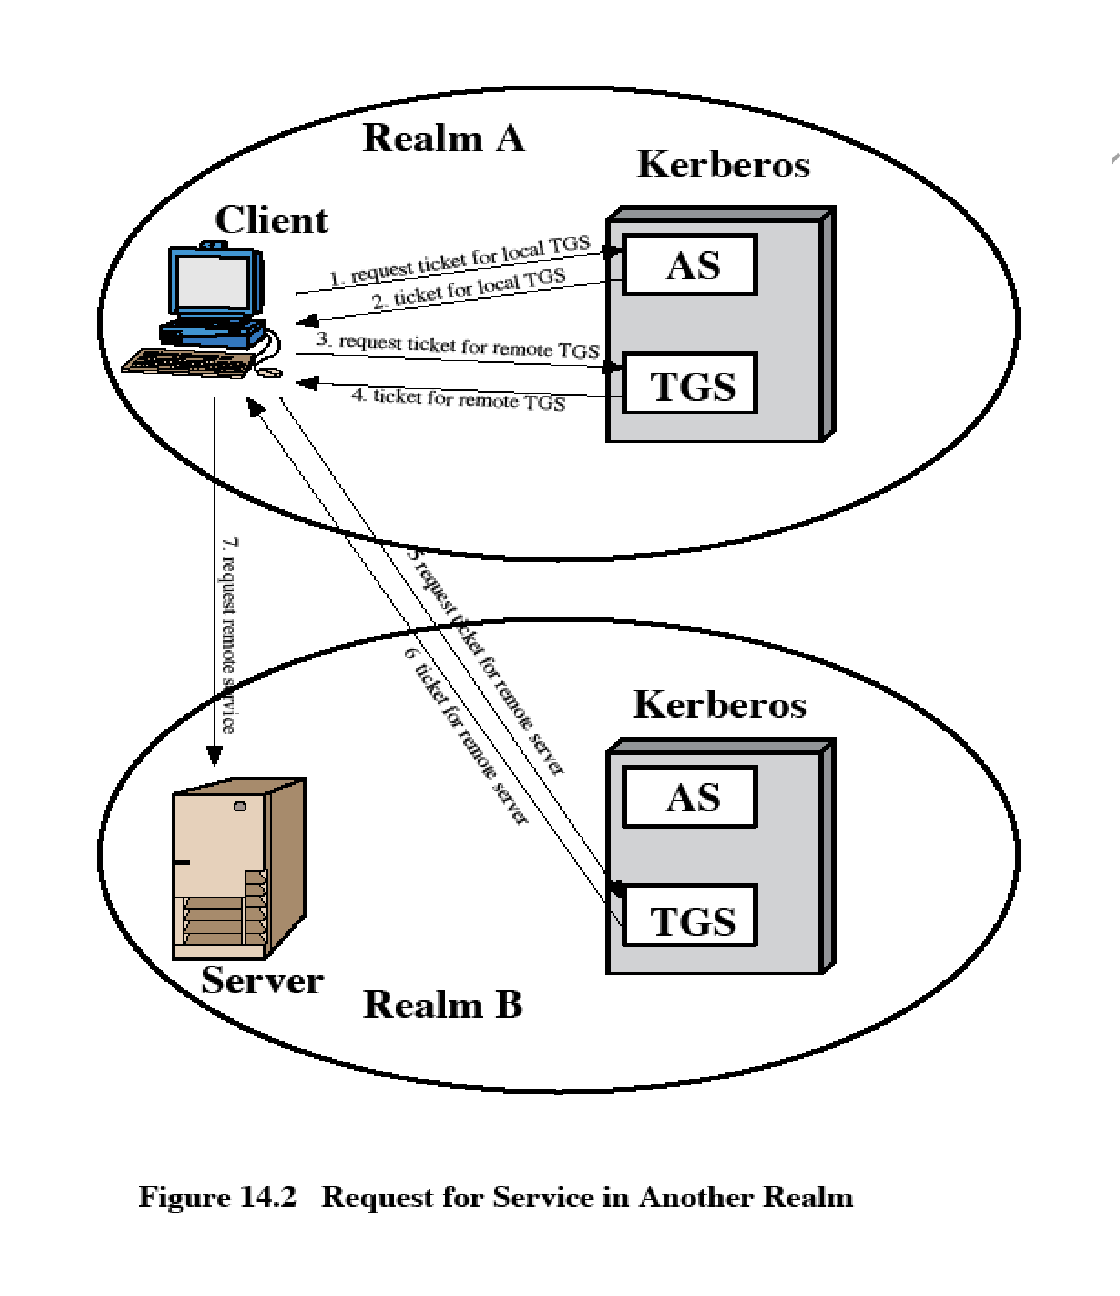 Realm A
Kerberos
Client
AS
1. request ticket for local TGS
2. ticket for local TGS
3. request ticket for remote TGS
TGS
4. ticket for remote TGS
5 request ticket for remote server
7. request remote service
6 ticket for remote server
Kerberos
AS
TGS
Server
Realm B
Figure 14.2 Request for Service in Another Realm